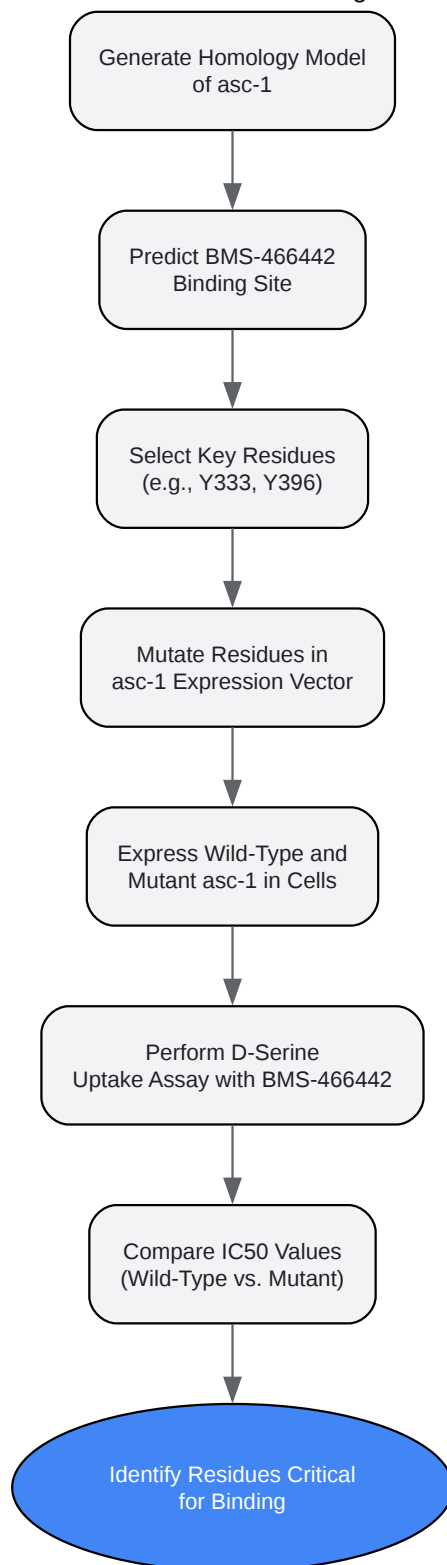 Generate Homology Model
of asc-1
Predict BMS-466442
Binding Site
Select Key Residues
(e.g., Y333, Y396)
Mutate Residues in
asc-1 Expression Vector
Express Wild-Type and
Mutant asc-1 in Cells
Perform D-Serine
Uptake Assay with BMS-466442
Compare IC50 Values
(Wild-Type vs. Mutant)
Identify Residues Critical
for Binding